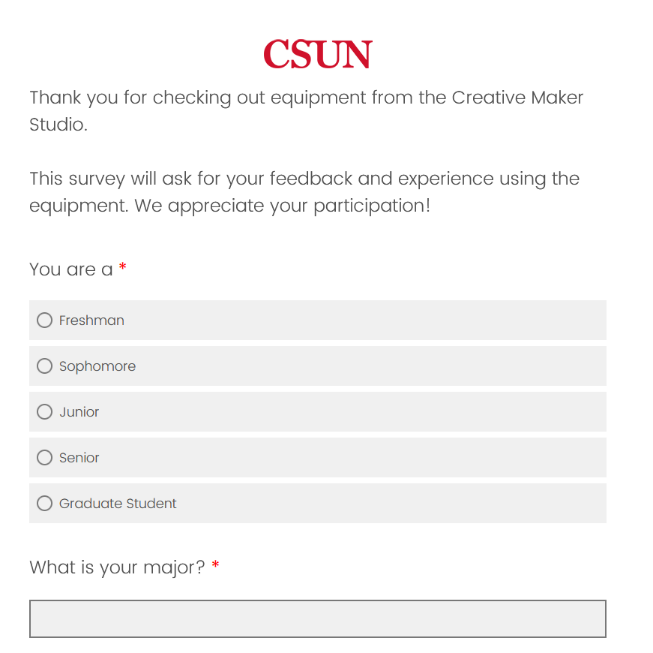 CSUN
Thank you for checking out equipment from the Creative Maker
Studio.
This survey will ask for your feedback and experience using the
equipment. We appreciate your participation!
You are a *
Freshman
Sophomore
Junior
Senior
Graduate Student
What is your major? *